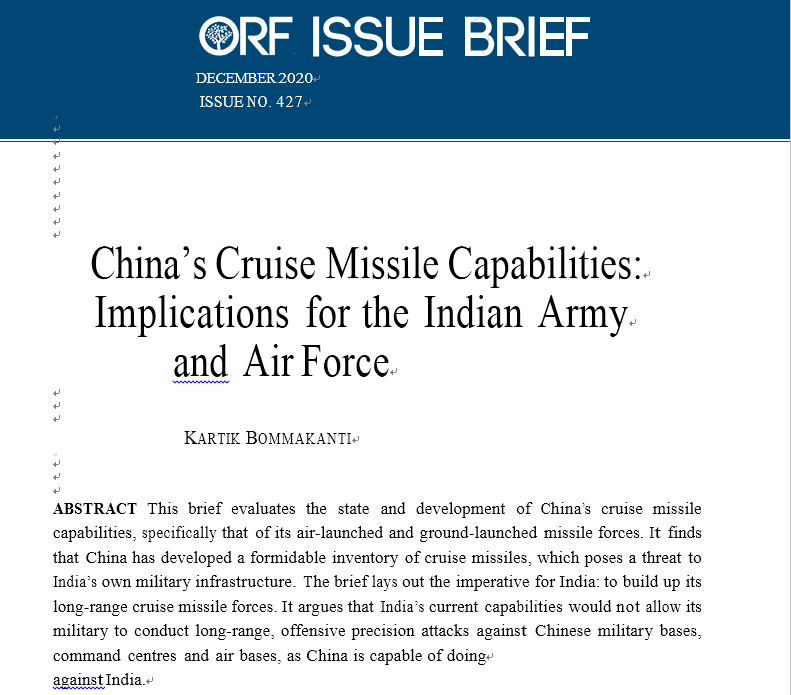 ORF ISSUE BRIEF
DECEMBER 2020
ISSUE NO. 427
China’s Cruise Missile Capabilities:
Implications for the Indian Army
and Air Force
KARTIK BOMMAKANTI
ABSTRACT This brief evaluates the state and development of China’s cruise missile
capabilities, specifically that of its air-launched and ground-launched missile forces. It finds
that China has developed a formidable inventory of cruise missiles, which poses a threat to
India’s own military infrastructure. The brief lays out the imperative for India: to build up its
long-range cruise missile forces. It argues that India’s current capabilities would not allow its
military to conduct long-range, offensive precision attacks against Chinese military bases,
command centres and air bases, as China is capable of doing
against India.